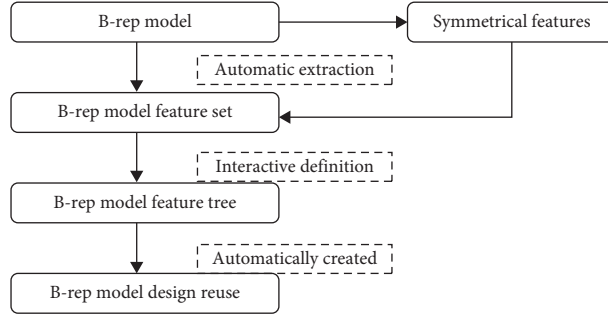 B-rep model
Symmetrical features
Automatic extraction
B-rep model feature set
Interactive definition
B-rep model feature tree
Automatically created
B-rep model design reuse